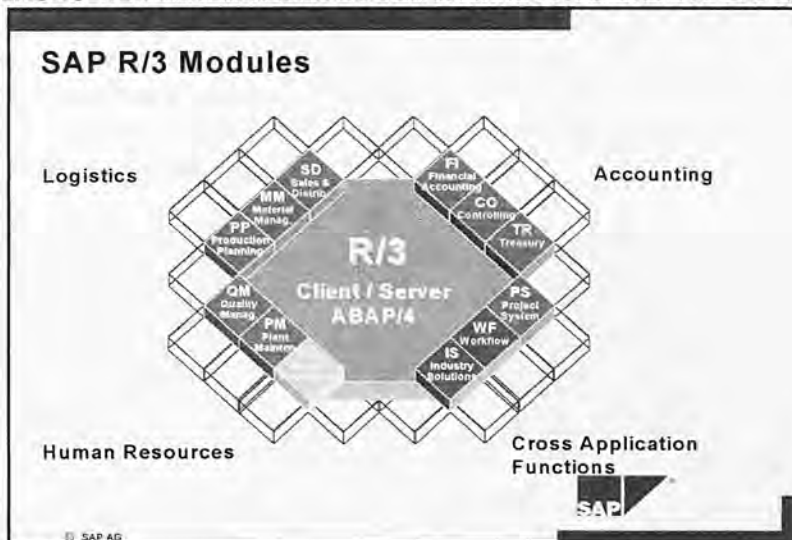 SAP R/3 Modules
Logistics
Accounting
SD
Sales &
Distrib.
MM
Material
Manag.
PP
Production
Planning
QM
Quality
Manag.
PM
Plant
Mainten.
FI
Financial
Accounting
CO
Controlling
TR
Treasury
R/3
Client / Server
ABAP/4
PS
Project
System
WF
Workflow
IS
Industry
Solutions
Human Resources
Cross Application
Functions
SAP
© SAP AG